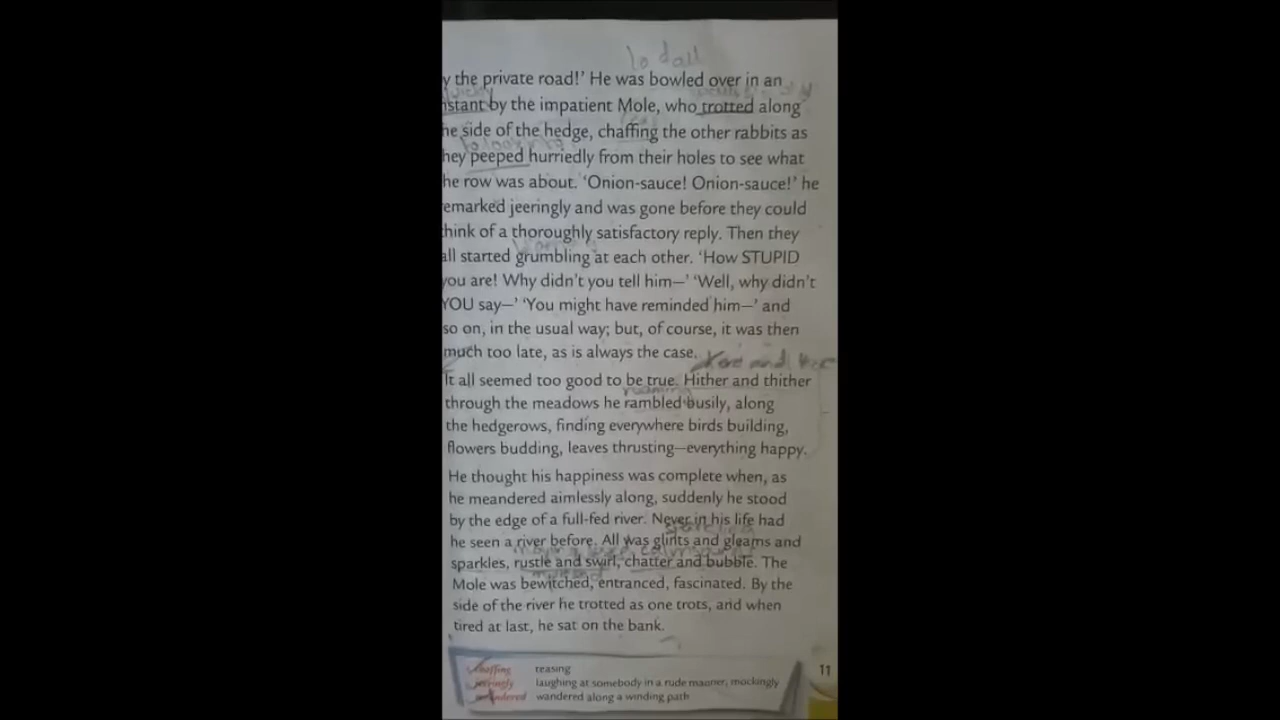 y the private road!’ He was bowled over in an
nstant by the impatient Mole, who trotted along
he side of the hedge, chaffing the other rabbits as
hey peeped hurriedly from their holes to see what
he row was about. ‘Onion-sauce! Onion-sauce!’ he
emarked jeeringly and was gone before they could
hink of a thoroughly satisfactory reply. Then they
all started grumbling at each other. ‘How STUPID
you are! Why didn’t you tell him—’ ‘Well, why didn’t
YOU say—’ ‘You might have reminded him—’ and
so on, in the usual way; but, of course, it was then
much too late, as is always the case.
It all seemed too good to be true. Hither and thither
roaming
through the meadows he rambled busily, along
the hedgerows, finding everywhere birds building,
flowers budding, leaves thrusting—everything happy.
He thought his happiness was complete when, as
he meandered aimlessly along, suddenly he stood
by the edge of a full-fed river. Never in his life had
he seen a river before. All was glints and gleams and
sparkles, rustle and swirl, chatter and bubble. The
Mole was bewitched, entranced, fascinated. By the
side of the river he trotted as one trots, and when
tired at last, he sat on the bank.
chaffing teasing
jeeringly laughing at somebody in a rude manner, mockingly
meandered wandered along a winding path
11